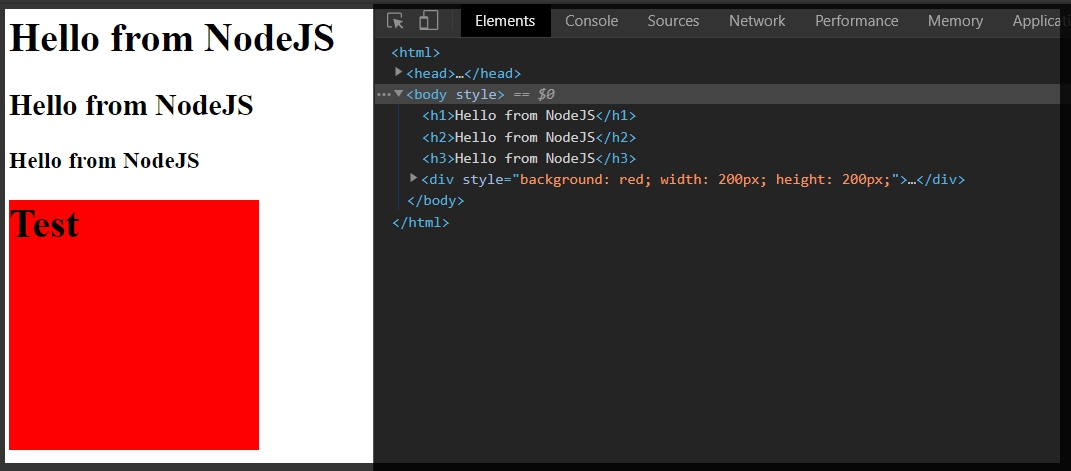 Hello from NodeJS
Hello from NodeJS
Hello from NodeJS
Test
Elements Console Sources Network Performance Memory Applica
<html>
<head>…</head>
<body style> == $0
<h1>Hello from NodeJS</h1>
<h2>Hello from NodeJS</h2>
<h3>Hello from NodeJS</h3>
<div style="background: red; width: 200px; height: 200px;">…</div>
</body>
</html>